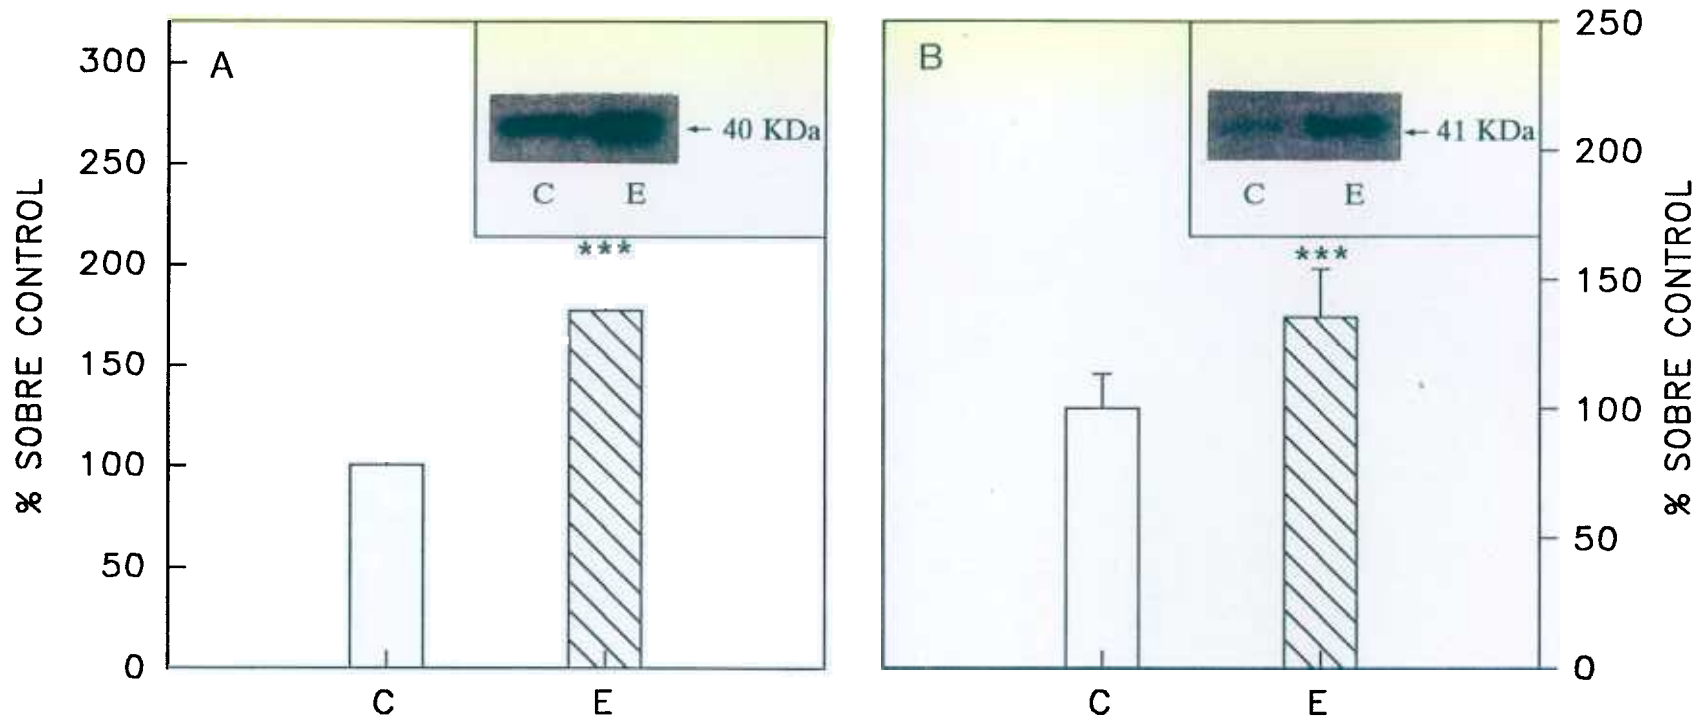 % SOBRE CONTROL
300
250
200
150
100
50
0
A
← 40 KDa
C E
***
C E
B
← 41 KDa
C E
***
C E
250
200
150
100
50
0
% SOBRE CONTROL